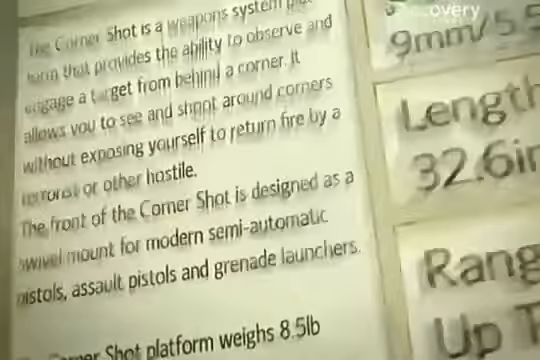 The Corner Shot is a weapons system
that provides the ability to observe and
engage a target from behind a corner. It
allows you to see and shoot around corners
without exposing yourself to return fire by a
terrorist or other hostile.
The front of the Corner Shot is designed as a
swivel mount for modern semi-automatic
pistols, assault pistols and grenade launchers.
Shot platform weighs 8.5lb
Discovery
9mm/5.5
Length
32.6in
Rang
Up T